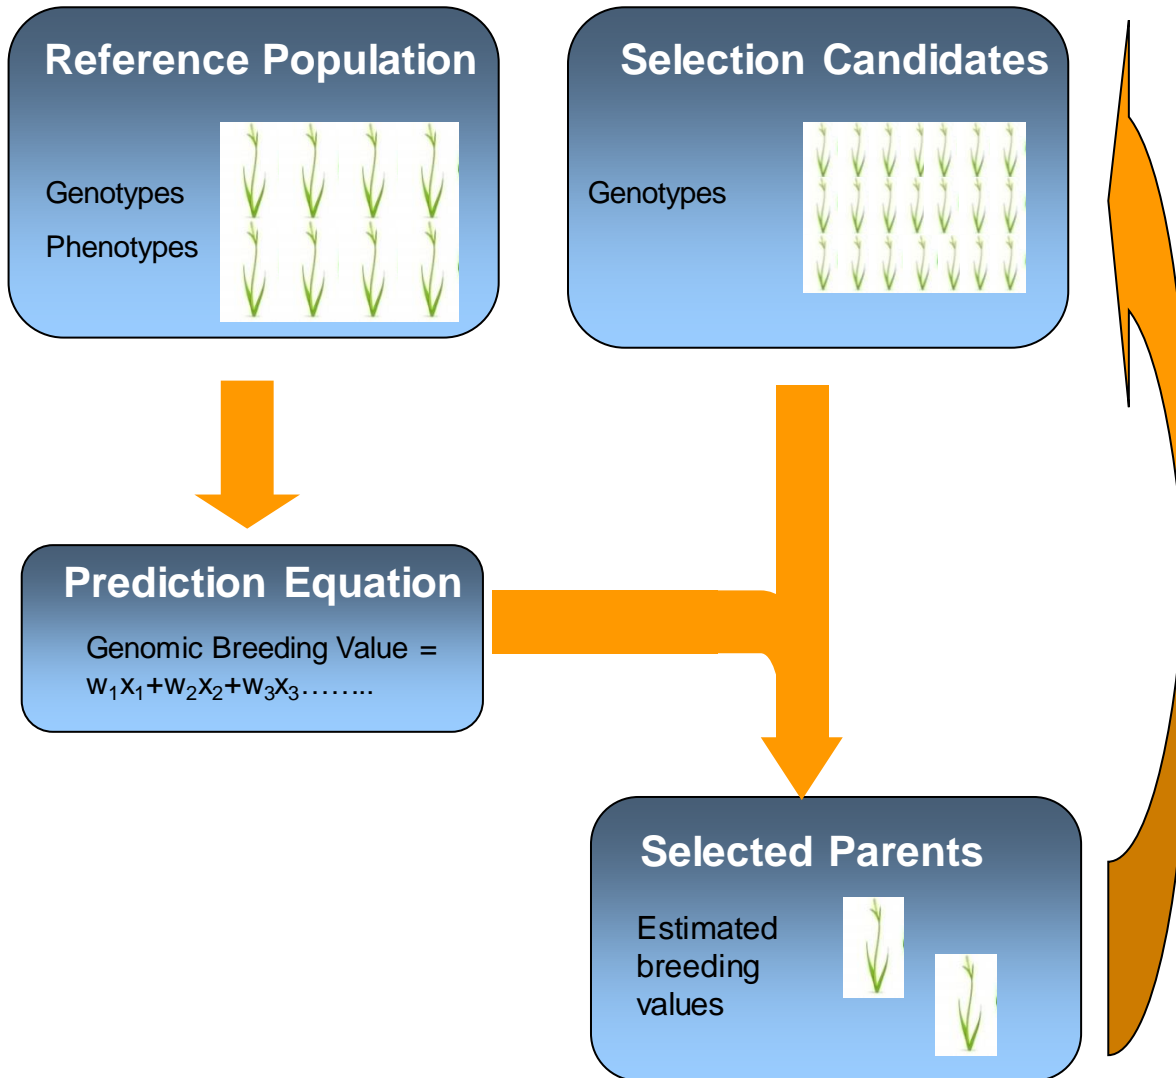 Reference Population
Genotypes
Phenotypes
Selection Candidates
Genotypes
Prediction Equation
Genomic Breeding Value =
w₁x₁+w₂x₂+w₃x₃……..
Selected Parents
Estimated
breeding
values